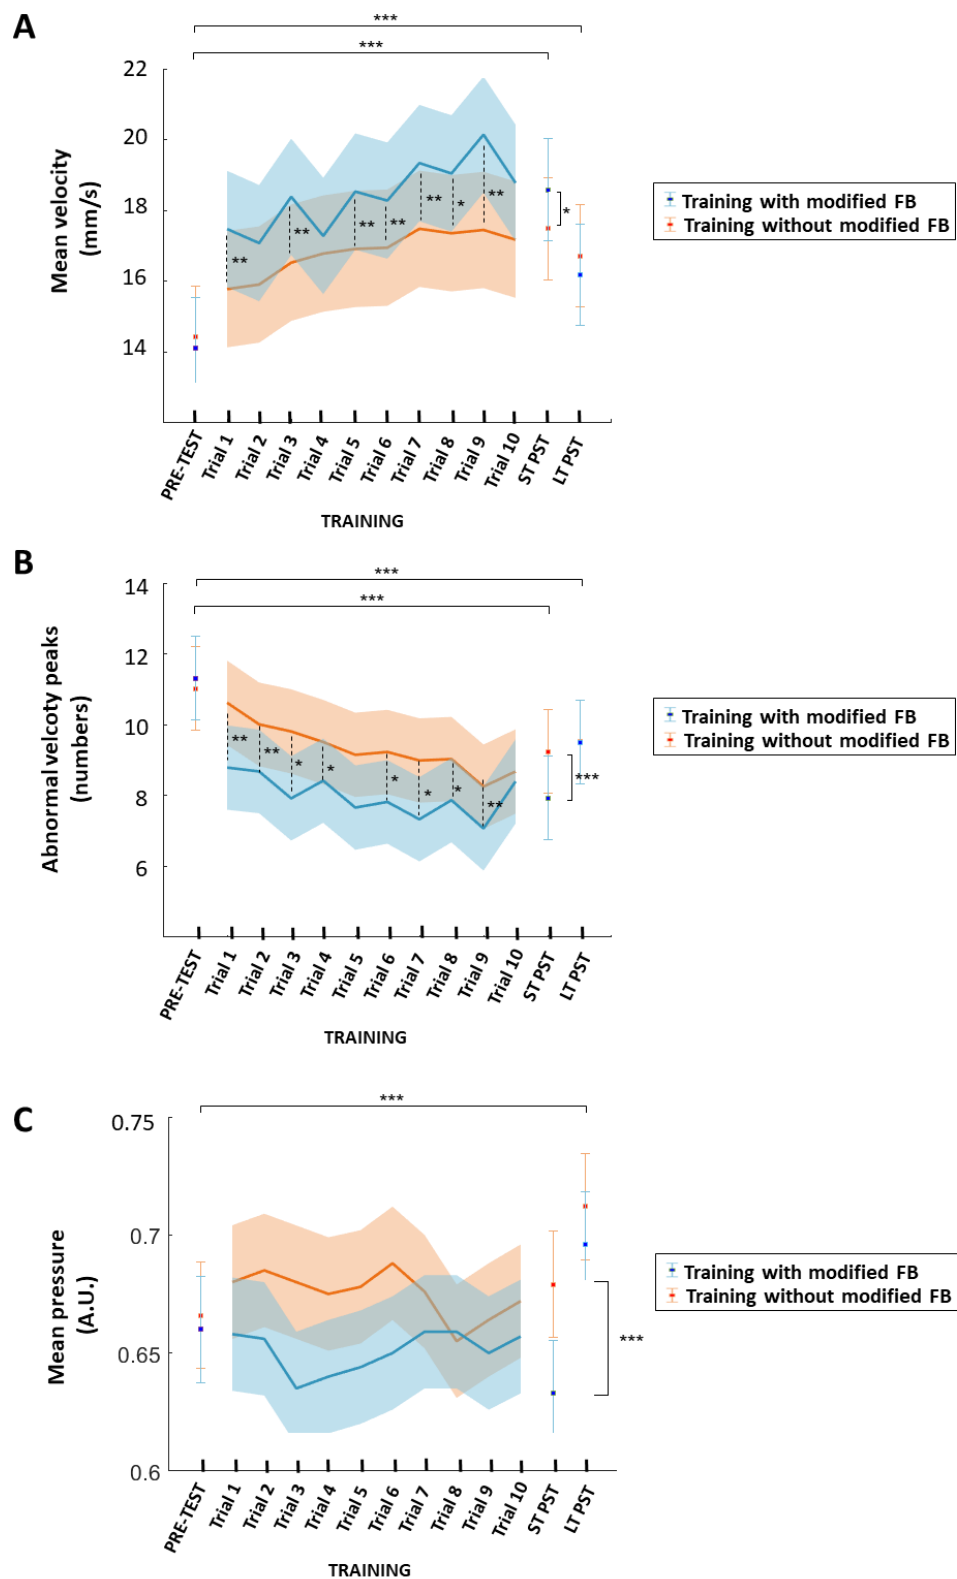 A
***
***
22
20
18
16
14
Mean velocity
(mm/s)
**
**
**
**
**
*
**
*
Training with modified FB
Training without modified FB
PRE-TEST
Trial 1
Trial 2
Trial 3
Trial 4
Trial 5
Trial 6
Trial 7
Trial 8
Trial 9
Trial 10
ST PST
LT PST
TRAINING
B
***
***
14
12
10
8
6
Abnormal velcoty peaks
(numbers)
**
**
*
*
*
*
*
**
***
Training with modified FB
Training without modified FB
PRE-TEST
Trial 1
Trial 2
Trial 3
Trial 4
Trial 5
Trial 6
Trial 7
Trial 8
Trial 9
Trial 10
ST PST
LT PST
TRAINING
C
***
0.75
0.7
0.65
0.6
Mean pressure
(A.U.)
***
Training with modified FB
Training without modified FB
PRE-TEST
Trial 1
Trial 2
Trial 3
Trial 4
Trial 5
Trial 6
Trial 7
Trial 8
Trial 9
Trial 10
ST PST
LT PST
TRAINING